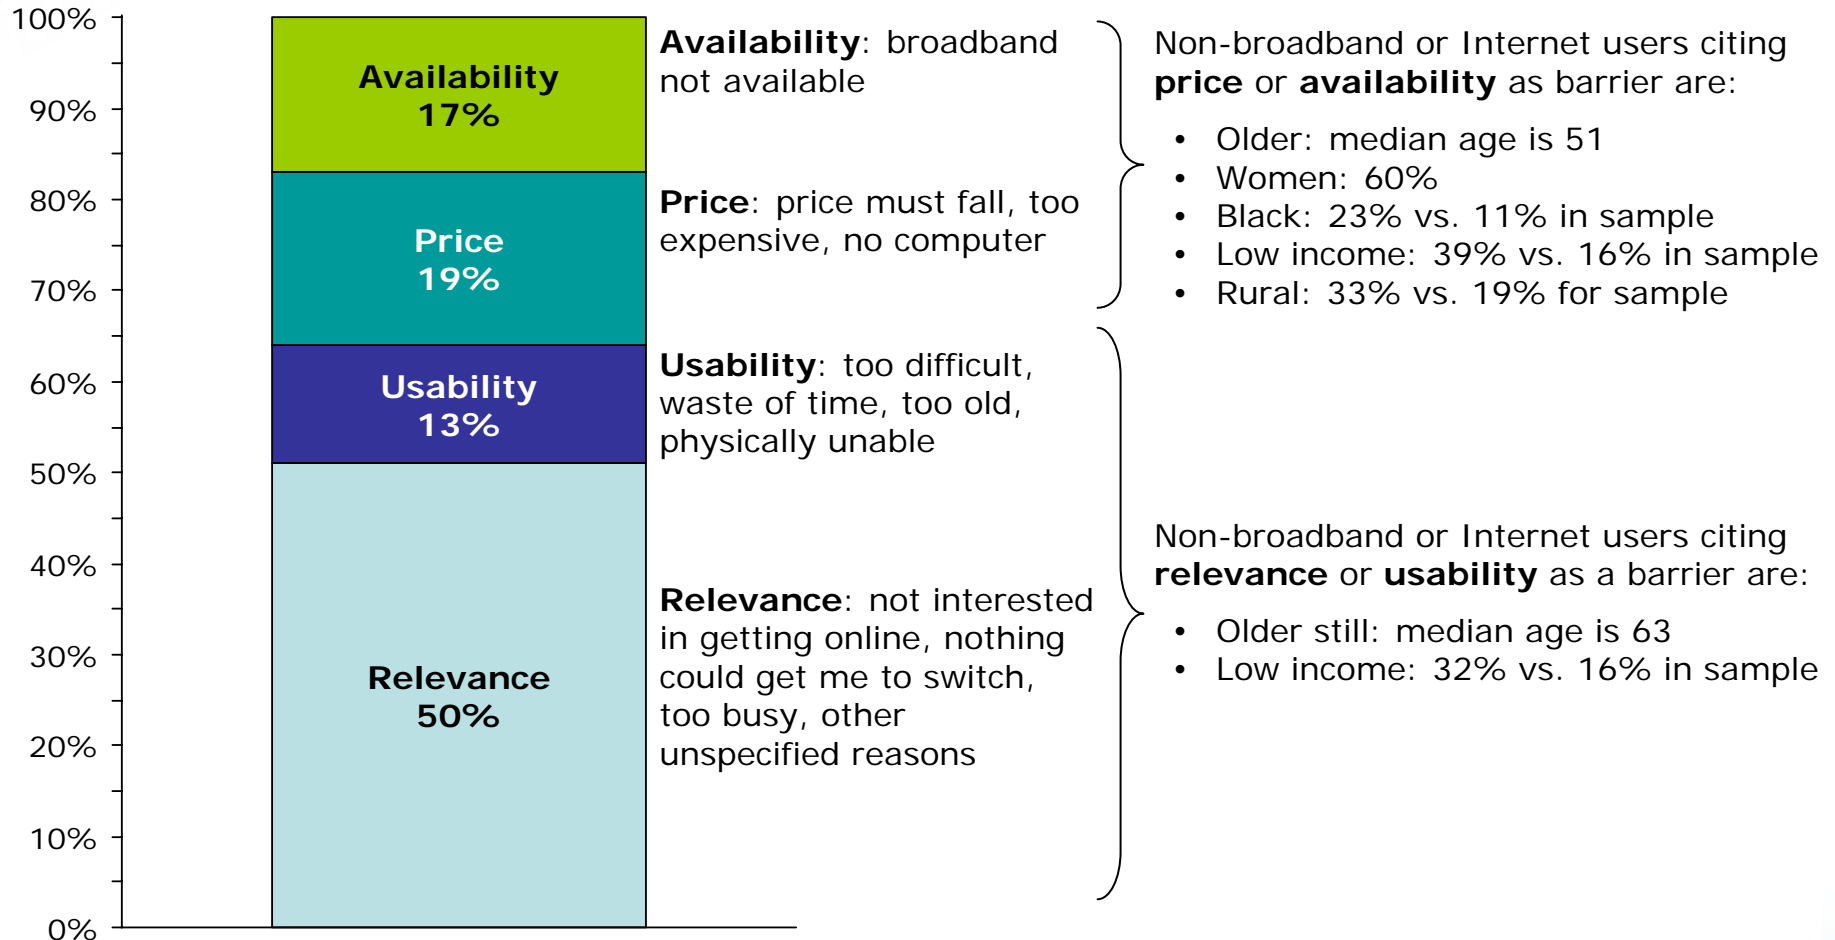 100%
90%
80%
70%
60%
50%
40%
30%
20%
10%
0%
Availability
17%
Price
19%
Usability
13%
Relevance
50%
Availability: broadband
not available
Price: price must fall, too
expensive, no computer
Usability: too difficult,
waste of time, too old,
physically unable
Relevance: not interested
in getting online, nothing
could get me to switch,
too busy, other
unspecified reasons
Non-broadband or Internet users citing
price or availability as barrier are:
• Older: median age is 51
• Women: 60%
• Black: 23% vs. 11% in sample
• Low income: 39% vs. 16% in sample
• Rural: 33% vs. 19% for sample
Non-broadband or Internet users citing
relevance or usability as a barrier are:
• Older still: median age is 63
• Low income: 32% vs. 16% in sample